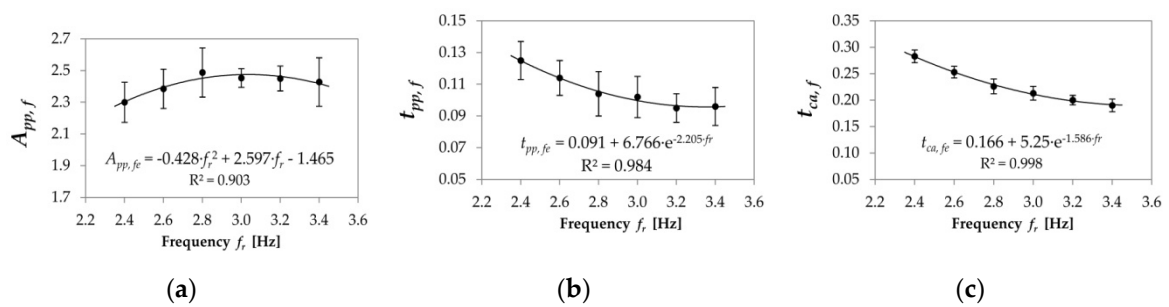 2.7
2.5
2.3
2.1
1.9
1.7
A_pp, f
A_pp, fe = -0.428·f_r² + 2.597·f_r - 1.465
R² = 0.903
2.2 2.4 2.6 2.8 3.0 3.2 3.4 3.6
Frequency f_r [Hz]
(a)
0.15
0.13
0.11
0.09
0.07
0.05
t_pp, f
t_pp, fe = 0.091 + 6.766·e^-2.205·fr
R² = 0.984
2.2 2.4 2.6 2.8 3.0 3.2 3.4 3.6
Frequency f_r [Hz]
(b)
0.35
0.30
0.25
0.20
0.15
0.10
0.05
t_ca, f
t_ca, fe = 0.166 + 5.25·e^-1.586·fr
R² = 0.998
2.2 2.4 2.6 2.8 3.0 3.2 3.4 3.6
Frequency f_r [Hz]
(c)